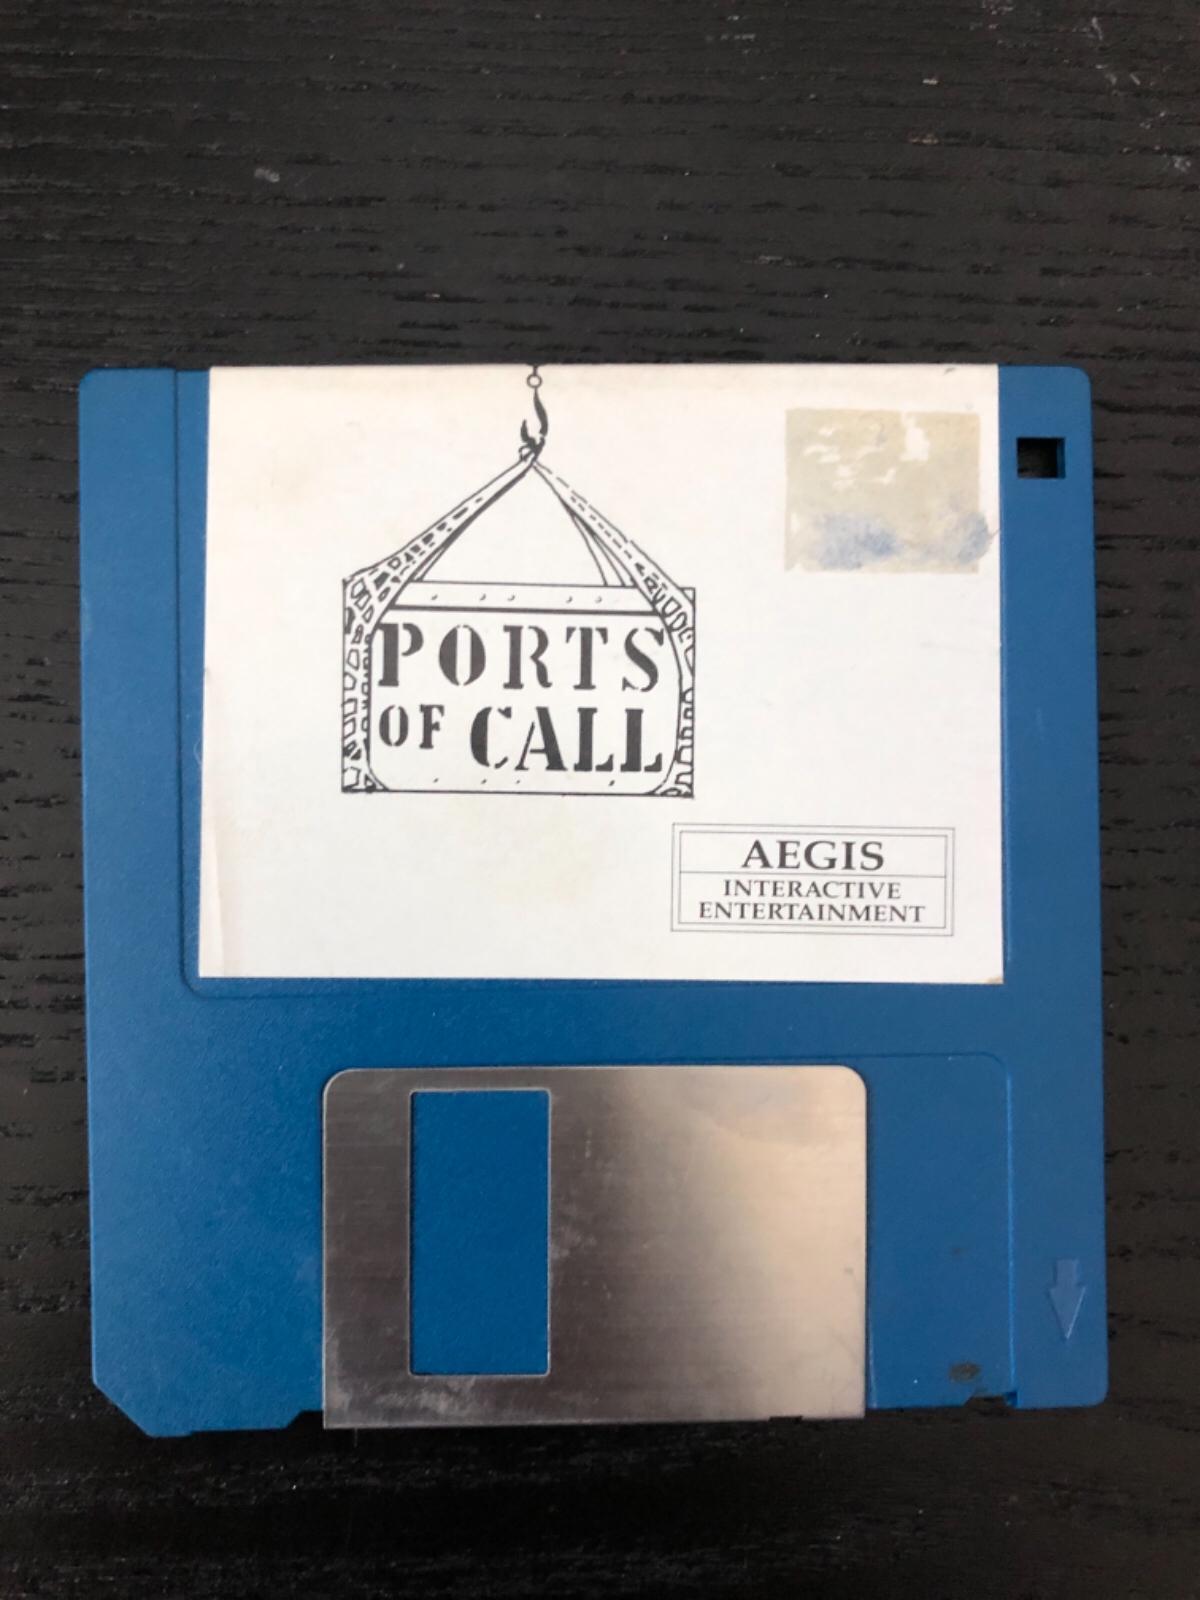 PORTS
OF CALL
AEGIS
INTERACTIVE
ENTERTAINMENT